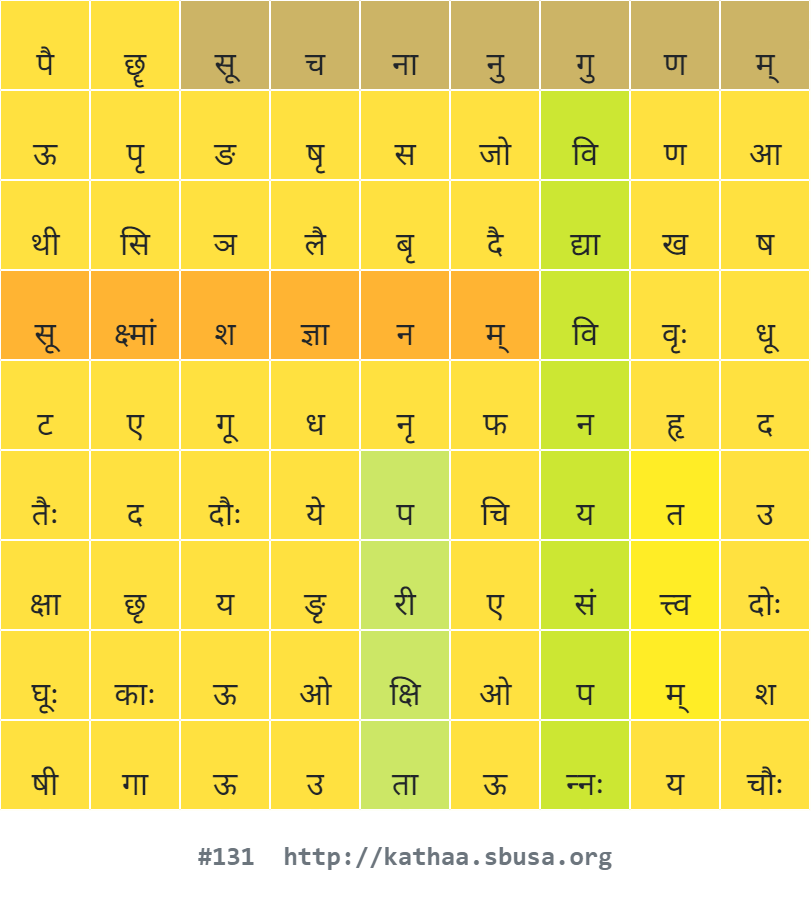 पै छॄ सू च ना नु गु ण म्
ऊ पृ ङ षृ स जो वि ण आ
थी सि ञ लै बृ दै द्या ख ष
सू क्ष्मां श ज्ञा न म् वि वृः धू
ट ए गू ध नृ फ न हृ द
तैः द दौः ये प चि य त उ
क्षा छृ य ङृ री ए सं त्त्व दोः
घूः काः ऊ ओ क्षि ओ प म् श
षी गा ऊ उ ता ऊ न्नः य चौः
#131 http://kathaa.sbusa.org